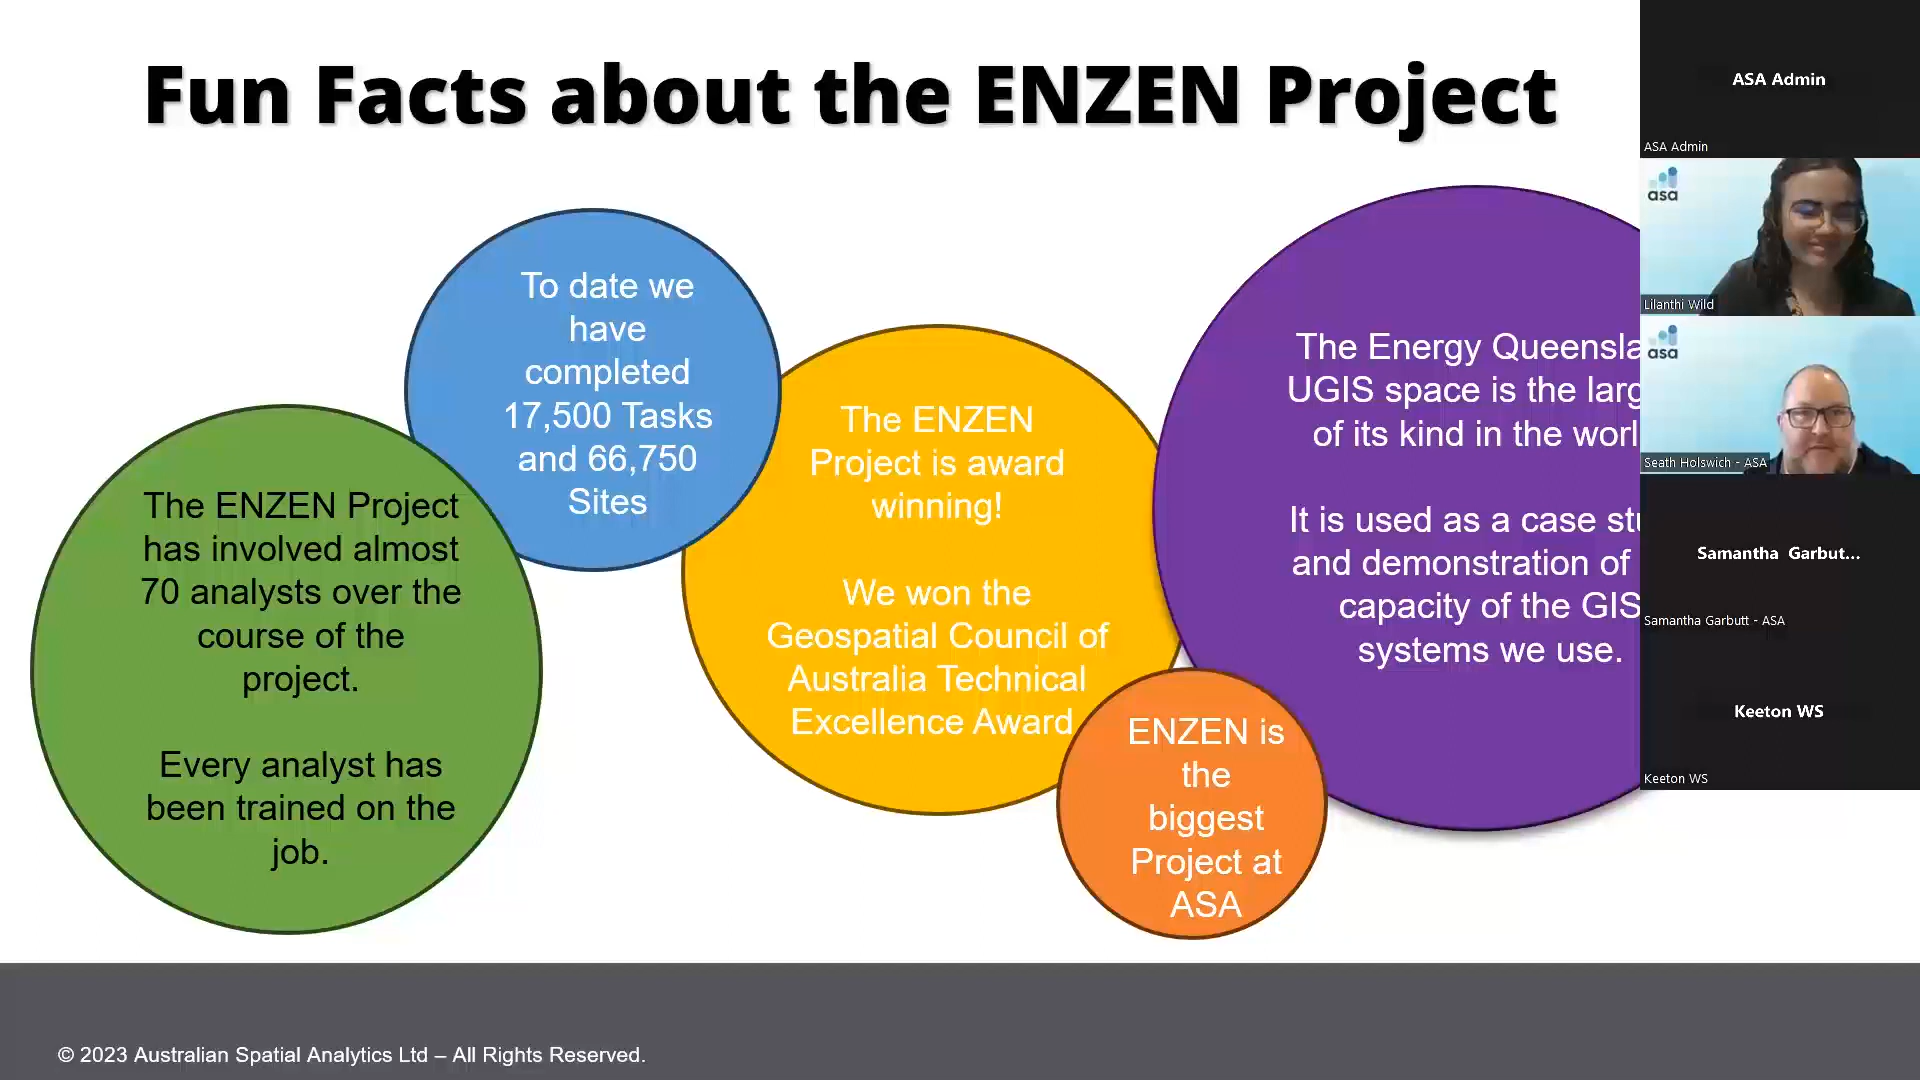 Fun Facts about the ENZEN Project
The ENZEN Project
has involved almost
70 analysts over the
course of the
project.
Every analyst has
been trained on the
job.
To date we
have
completed
17,500 Tasks
and 66,750
Sites
The ENZEN
Project is award
winning!
We won the
Geospatial Council of
Australia Technical
Excellence Award
ENZEN is
the
biggest
Project at
ASA
The Energy
UGIS space is the
of its kind in the
It is used as a case
and demonstration of
capacity of the GIS
systems we use.
© 2023 Australian Spatial Analytics Ltd – All Rights Reserved.
ASA Admin
ASA Admin
asa
Lilanthi Wild
asa
Seath Holswich - ASA
Samantha Garbut...
Samantha Garbutt - ASA
Keeton WS
Keeton WS